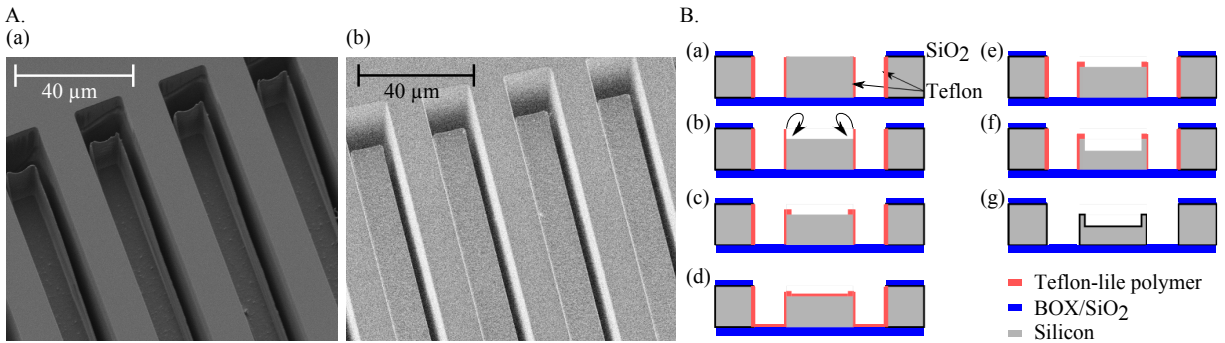 A.
(a)
40 µm
(b)
40 µm
B.
(a)
SiO2
Teflon
(b)
(c)
(d)
(e)
(f)
(g)
Teflon-lile polymer
BOX/SiO2
Silicon